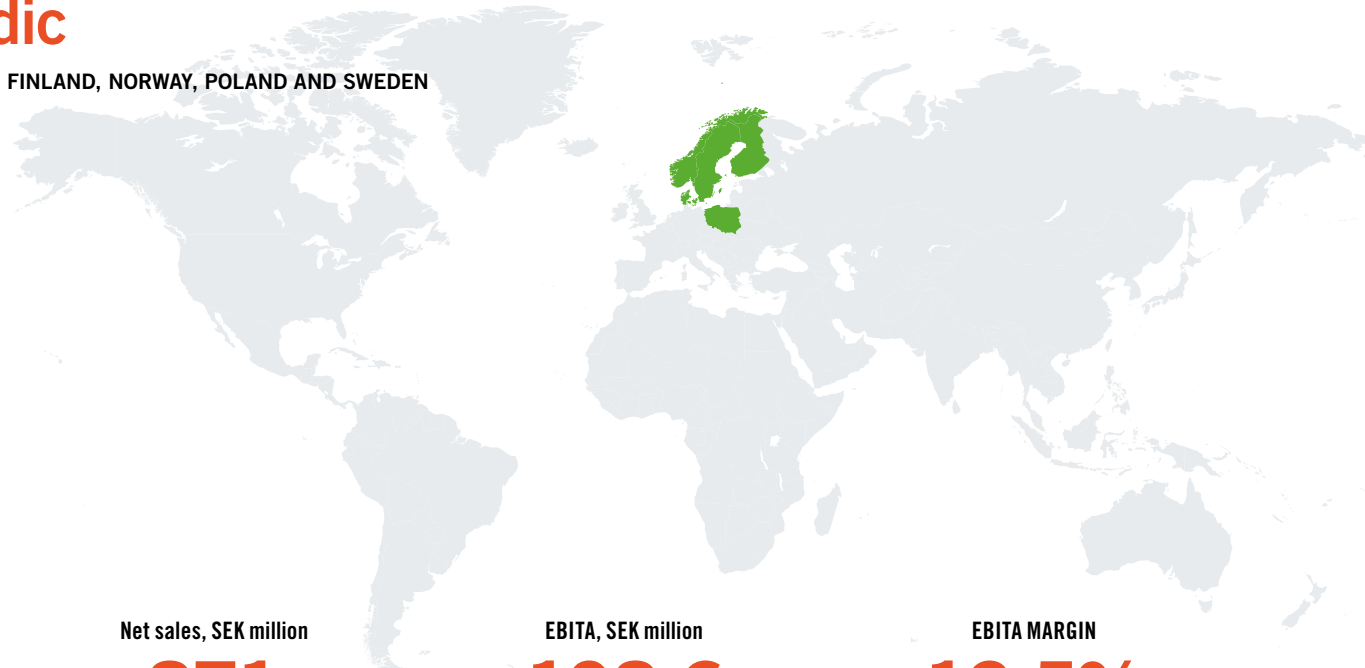 dic
FINLAND, NORWAY, POLAND AND SWEDEN
Net sales, SEK million
EBITA, SEK million
EBITA MARGIN